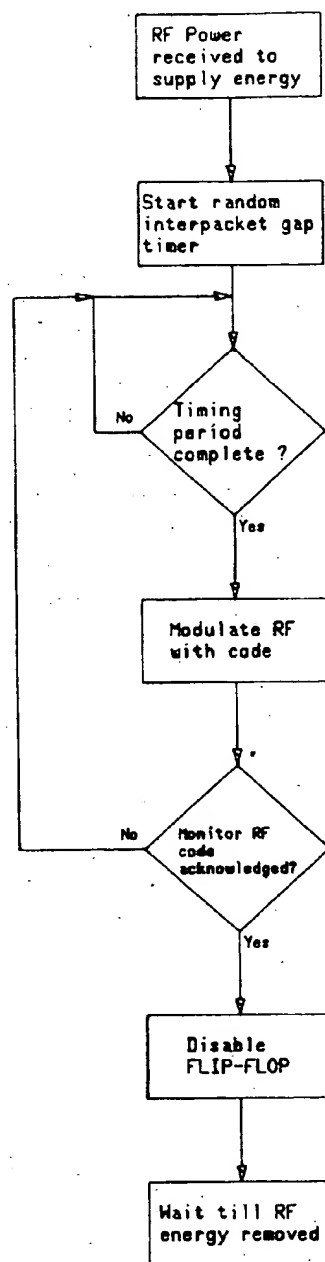 RF Power
received to
supply energy
Start random
interpacket gap
timer
No
Timing
period
complete ?
Yes
Modulate RF
with code
No
Monitor RF
code
acknowledged?
Yes
Disable
FLIP-FLOP
Wait till RF
energy removed